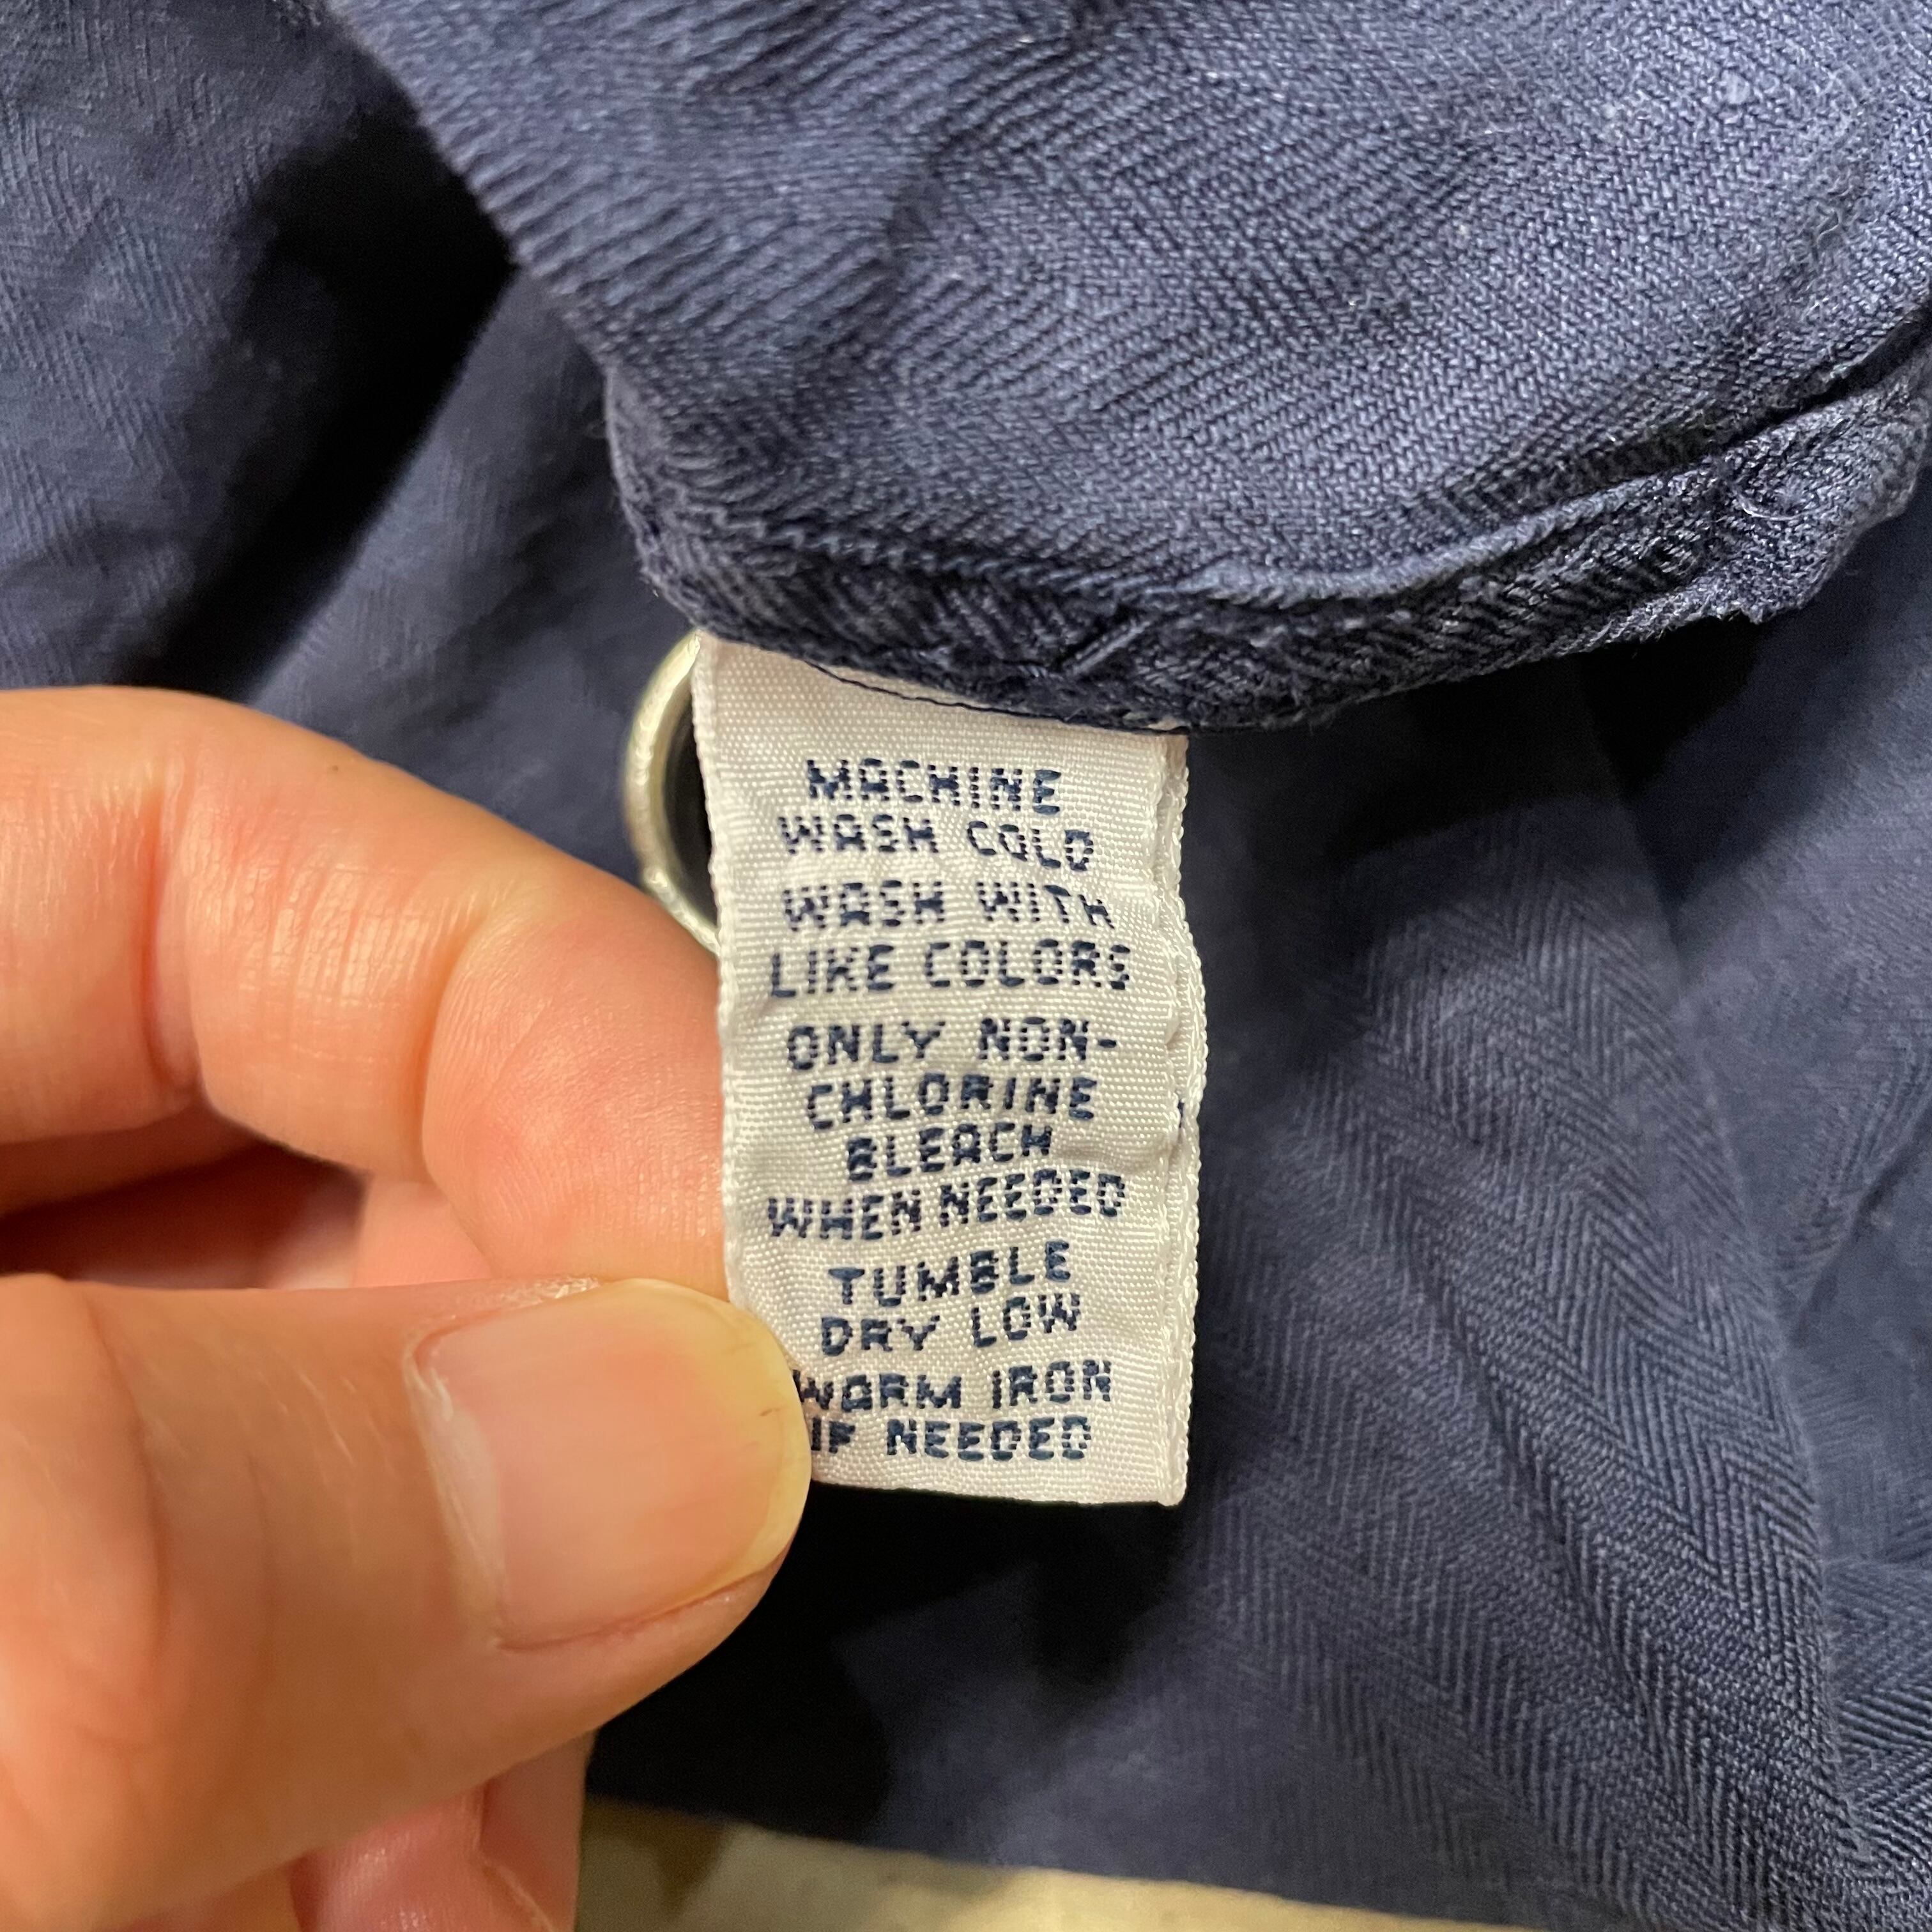 MACHINE
WASH COLD
WASH WITH
LIKE COLORS
ONLY NON-
CHLORINE
BLEACH
WHEN NEEDED
TUMBLE
DRY LOW
WARM IRON
IF NEEDED